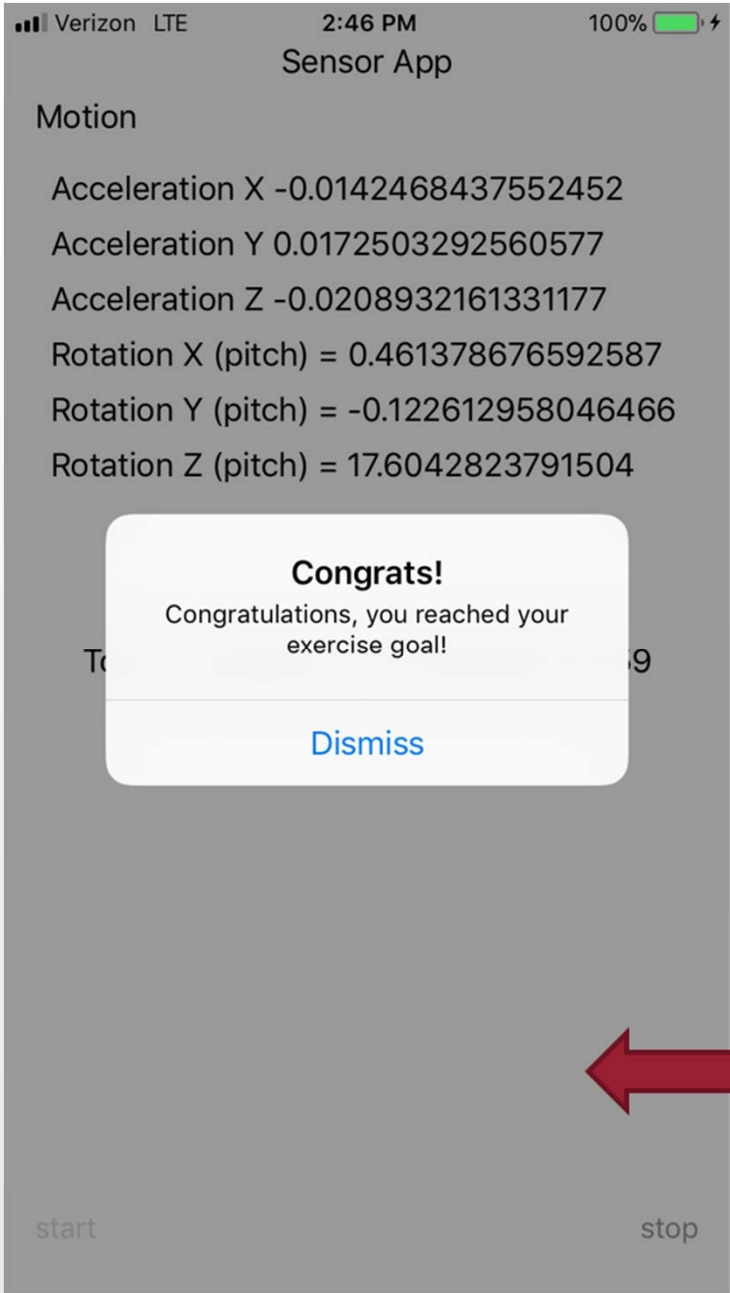 Verizon LTE 2:46 PM 100%
Sensor App
Motion
Acceleration X -0.0142468437552452
Acceleration Y 0.0172503292560577
Acceleration Z -0.0208932161331177
Rotation X (pitch) = 0.461378676592587
Rotation Y (pitch) = -0.122612958046466
Rotation Z (pitch) = 17.6042823791504
Congrats!
Congratulations, you reached your
exercise goal!
Dismiss
start stop